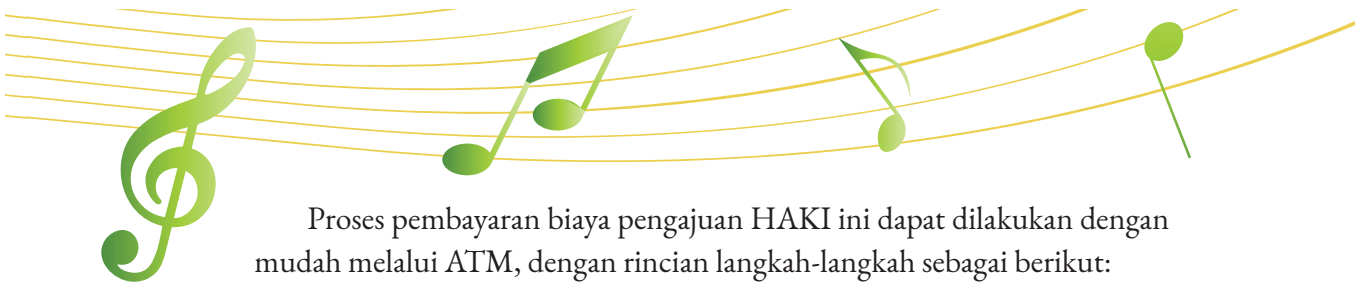 Proses pembayaran biaya pengajuan HAKI ini dapat dilakukan dengan
mudah melalui ATM, dengan rincian langkah-langkah sebagai berikut: